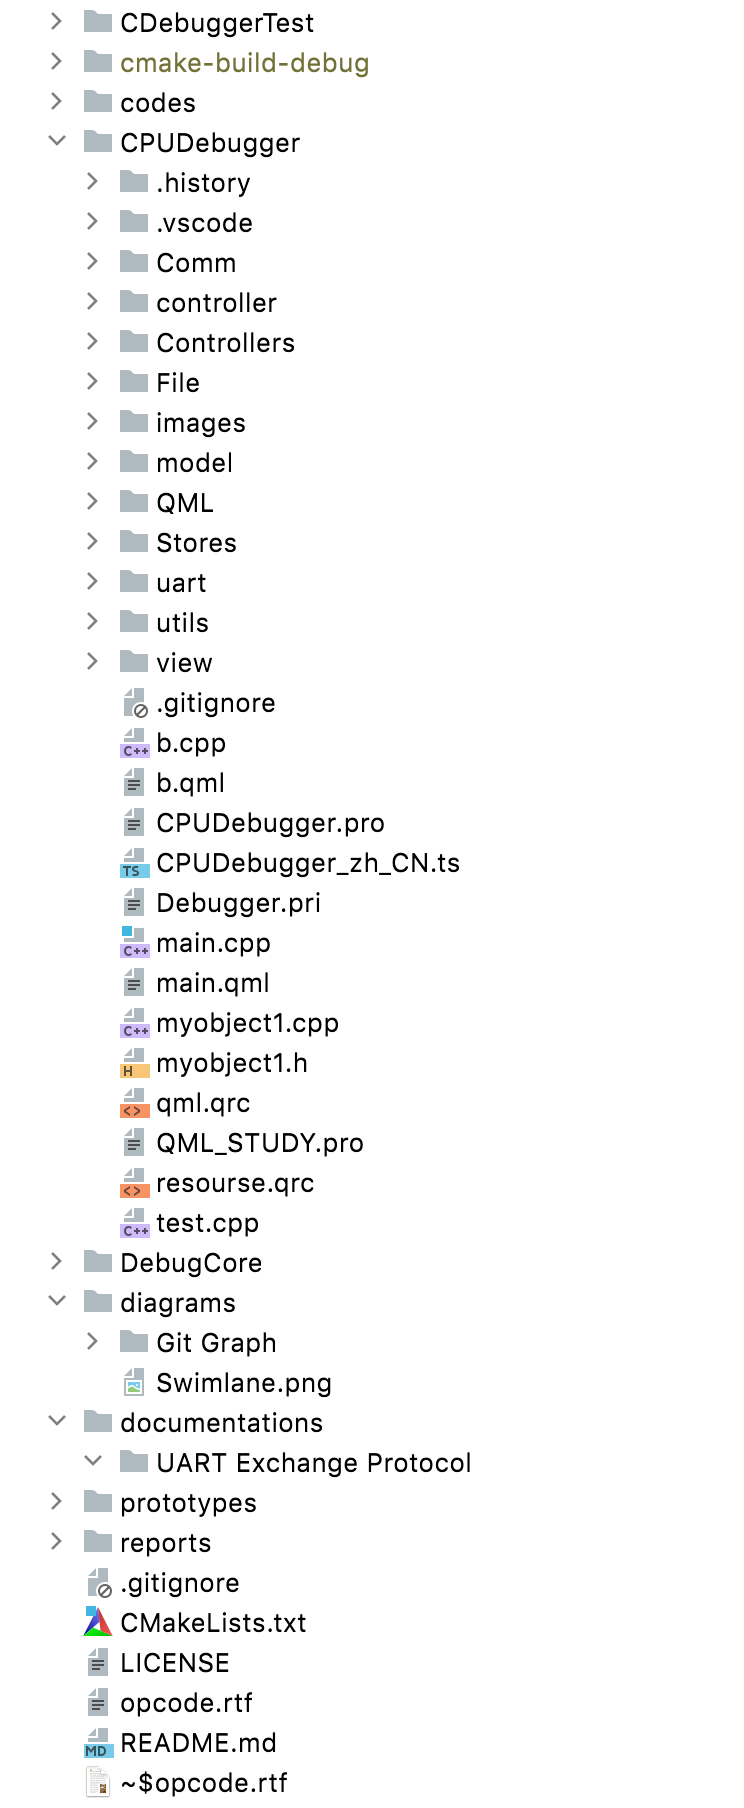 CDebuggerTest
cmake-build-debug
codes
CPUDebugger
.history
.vscode
Comm
controller
Controllers
File
images
model
QML
Stores
uart
utils
view
.gitignore
C++ b.cpp
b.qml
CPUDebugger.pro
TS CPUDebugger_zh_CN.ts
Debugger.pri
C++ main.cpp
main.qml
C++ myobject1.cpp
H myobject1.h
<> qml.qrc
QML_STUDY.pro
<> resourse.qrc
C++ test.cpp
DebugCore
diagrams
Git Graph
Swimlane.png
documentations
UART Exchange Protocol
prototypes
reports
.gitignore
CMakeLists.txt
LICENSE
opcode.rtf
MD README.md
~$opcode.rtf